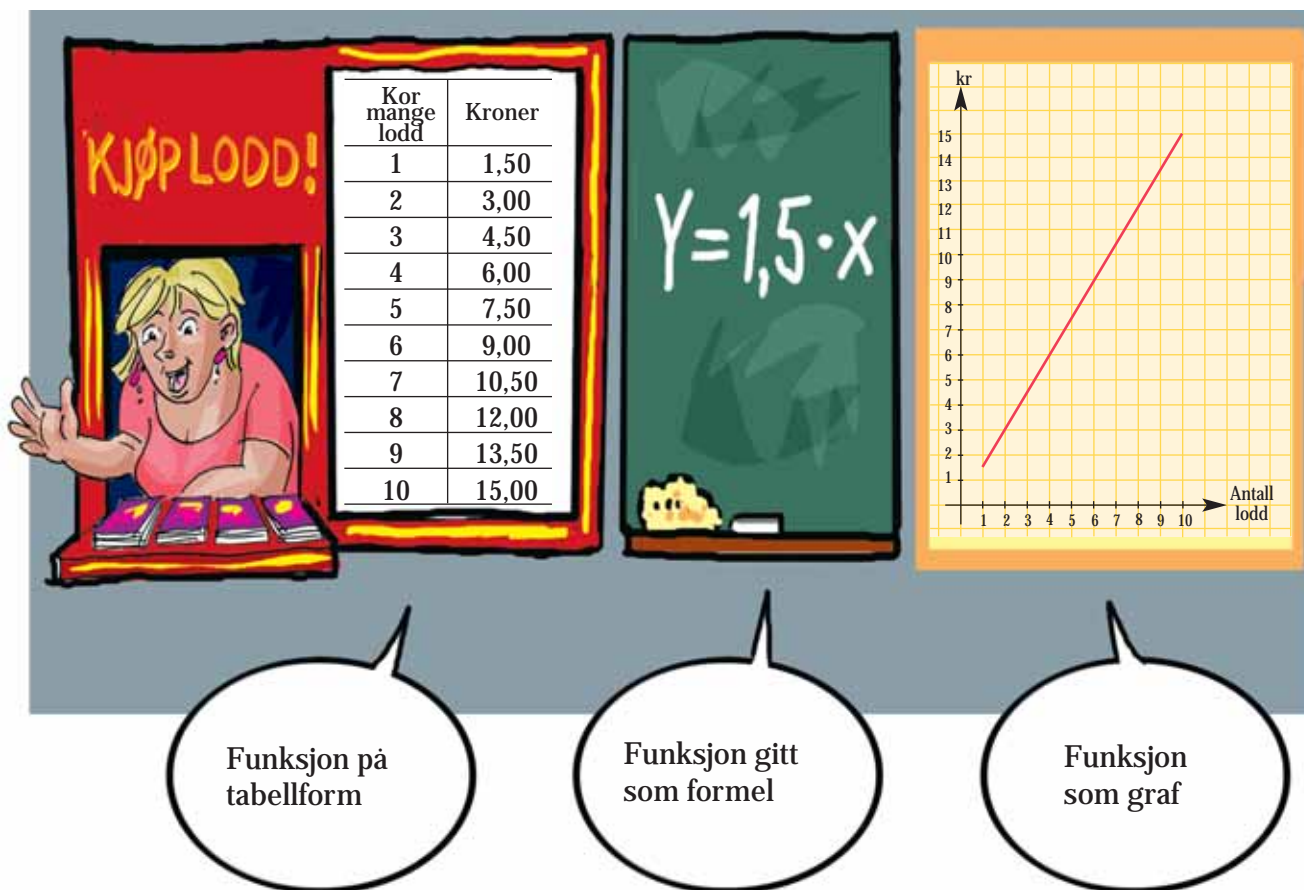 KJØP LODD!
Kor
mange
lodd
Kroner
1 1,50
2 3,00
3 4,50
4 6,00
5 7,50
6 9,00
7 10,50
8 12,00
9 13,50
10 15,00
Y=1,5·x
kr
15
14
13
12
11
10
9
8
7
6
5
4
3
2
1
1 2 3 4 5 6 7 8 9 10
Antall
lodd
Funksjon på
tabellform
Funksjon gitt
som formel
Funksjon
som graf